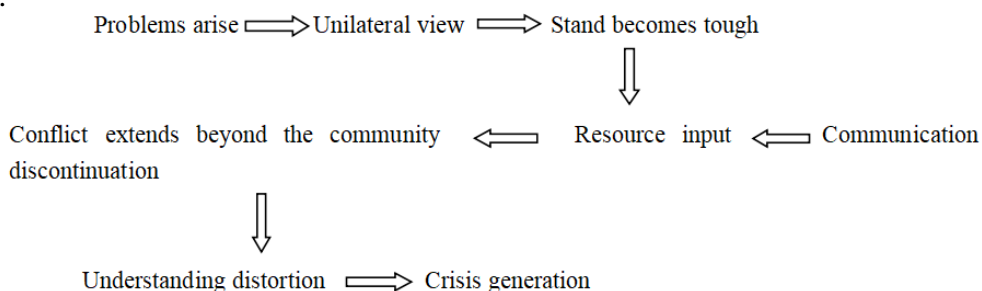 Problems arise Unilateral view Stand becomes tough
Conflict extends beyond the community Resource input Communication
discontinuation
Understanding distortion Crisis generation